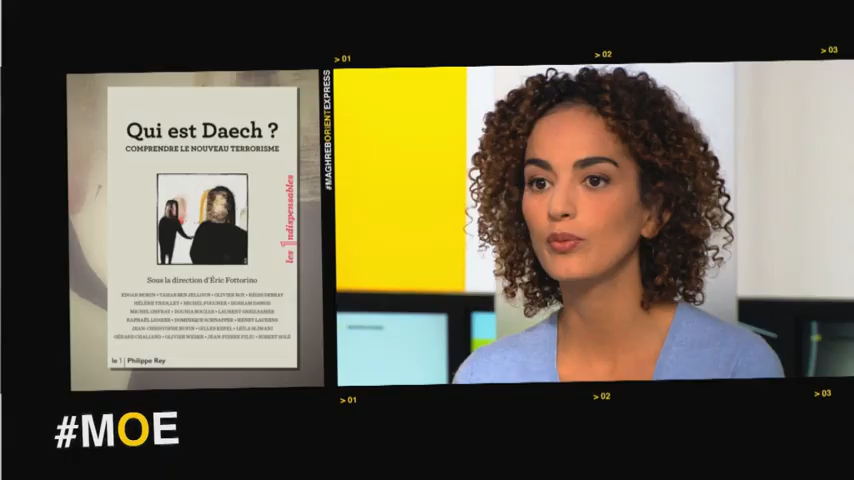 > 01
> 02
> 03
#MAGHREBORIENTEXPRESS
Qui est Daech ?
COMPRENDRE LE NOUVEAU TERRORISME
les 1ndispensables
Sous la direction d'Éric Fottorino
EDGAR MORIN • TAHAR BEN JELLOUN • OLIVIER ROY • RÉGIS DEBRAY
HÉLÈNE THIOLLET • MICHEL FOUCHER • HOSHAM DAWOD
MICHEL ONFRAY • DOUNIA BOUZAR • LAURENT GREILSAMER
RAPHAËL LIOGIER • DOMINIQUE SCHNAPPER • HENRY LAURENS
JEAN-CHRISTOPHE RUFIN • GILLES KEPEL • LEÏLA SLIMANI
GÉRARD CHALIAND • OLIVIER WEBER • JEAN-PIERRE FILIU • ROBERT SOLÉ
le 1 | Philippe Rey
> 01
> 02
> 03
#MOE